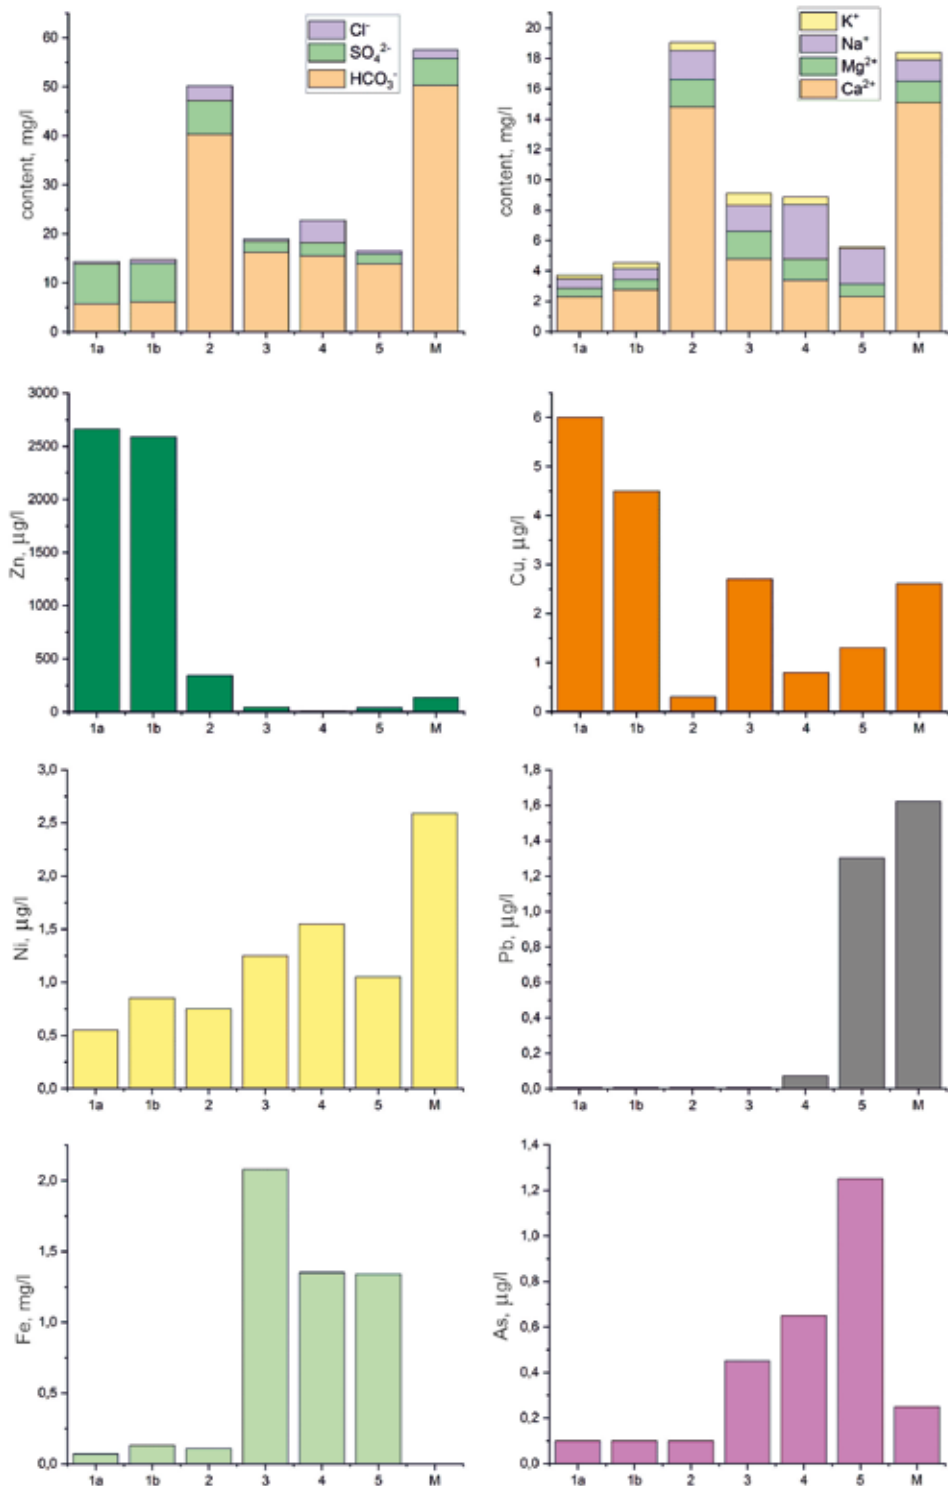 Cl⁻
SO₄²⁻
HCO₃⁻
content, mg/l
60
50
40
30
20
10
0
1a 1b 2 3 4 5 M
K⁺
Na⁺
Mg²⁺
Ca²⁺
content, mg/l
20
18
16
14
12
10
8
6
4
2
0
1a 1b 2 3 4 5 M
Zn, µg/l
3000
2500
2000
1500
1000
500
0
1a 1b 2 3 4 5 M
Cu, µg/l
6
5
4
3
2
1
0
1a 1b 2 3 4 5 M
Ni, µg/l
3,0
2,5
2,0
1,5
1,0
0,5
0,0
1a 1b 2 3 4 5 M
Pb, µg/l
1,8
1,6
1,4
1,2
1,0
0,8
0,6
0,4
0,2
0,0
1a 1b 2 3 4 5 M
Fe, mg/l
2,0
1,5
1,0
0,5
0,0
1a 1b 2 3 4 5 M
As, µg/l
1,4
1,2
1,0
0,8
0,6
0,4
0,2
0,0
1a 1b 2 3 4 5 M